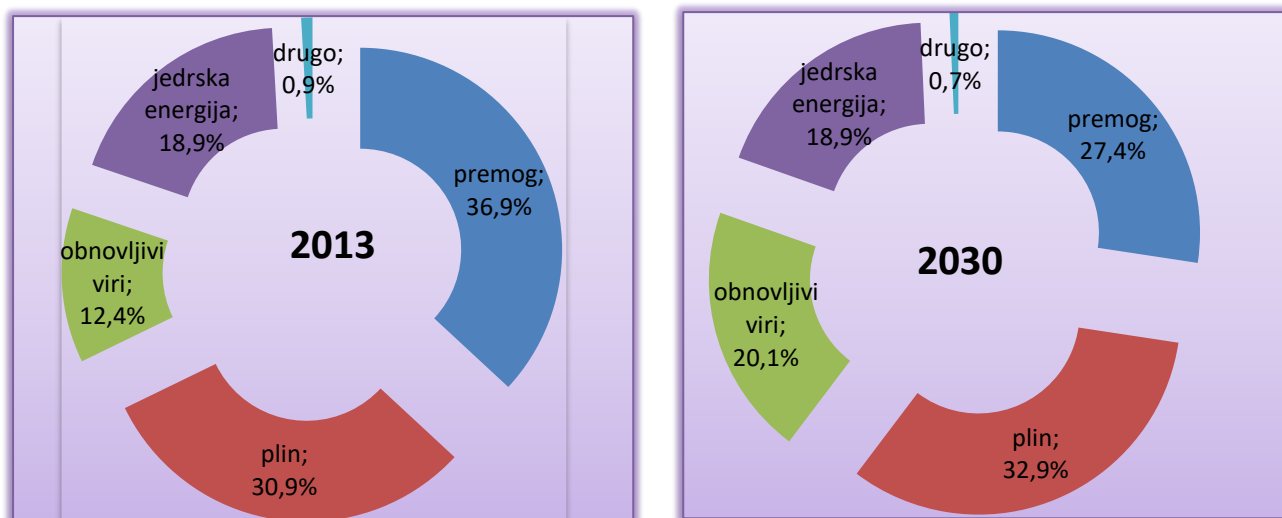 drugo;
0,9%
jedrska
energija;
18,9%
premog;
36,9%
2013
obnovljivi
viri;
12,4%
plin;
30,9%
drugo;
0,7%
jedrska
energija;
18,9%
premog;
27,4%
2030
obnovljivi
viri;
20,1%
plin;
32,9%